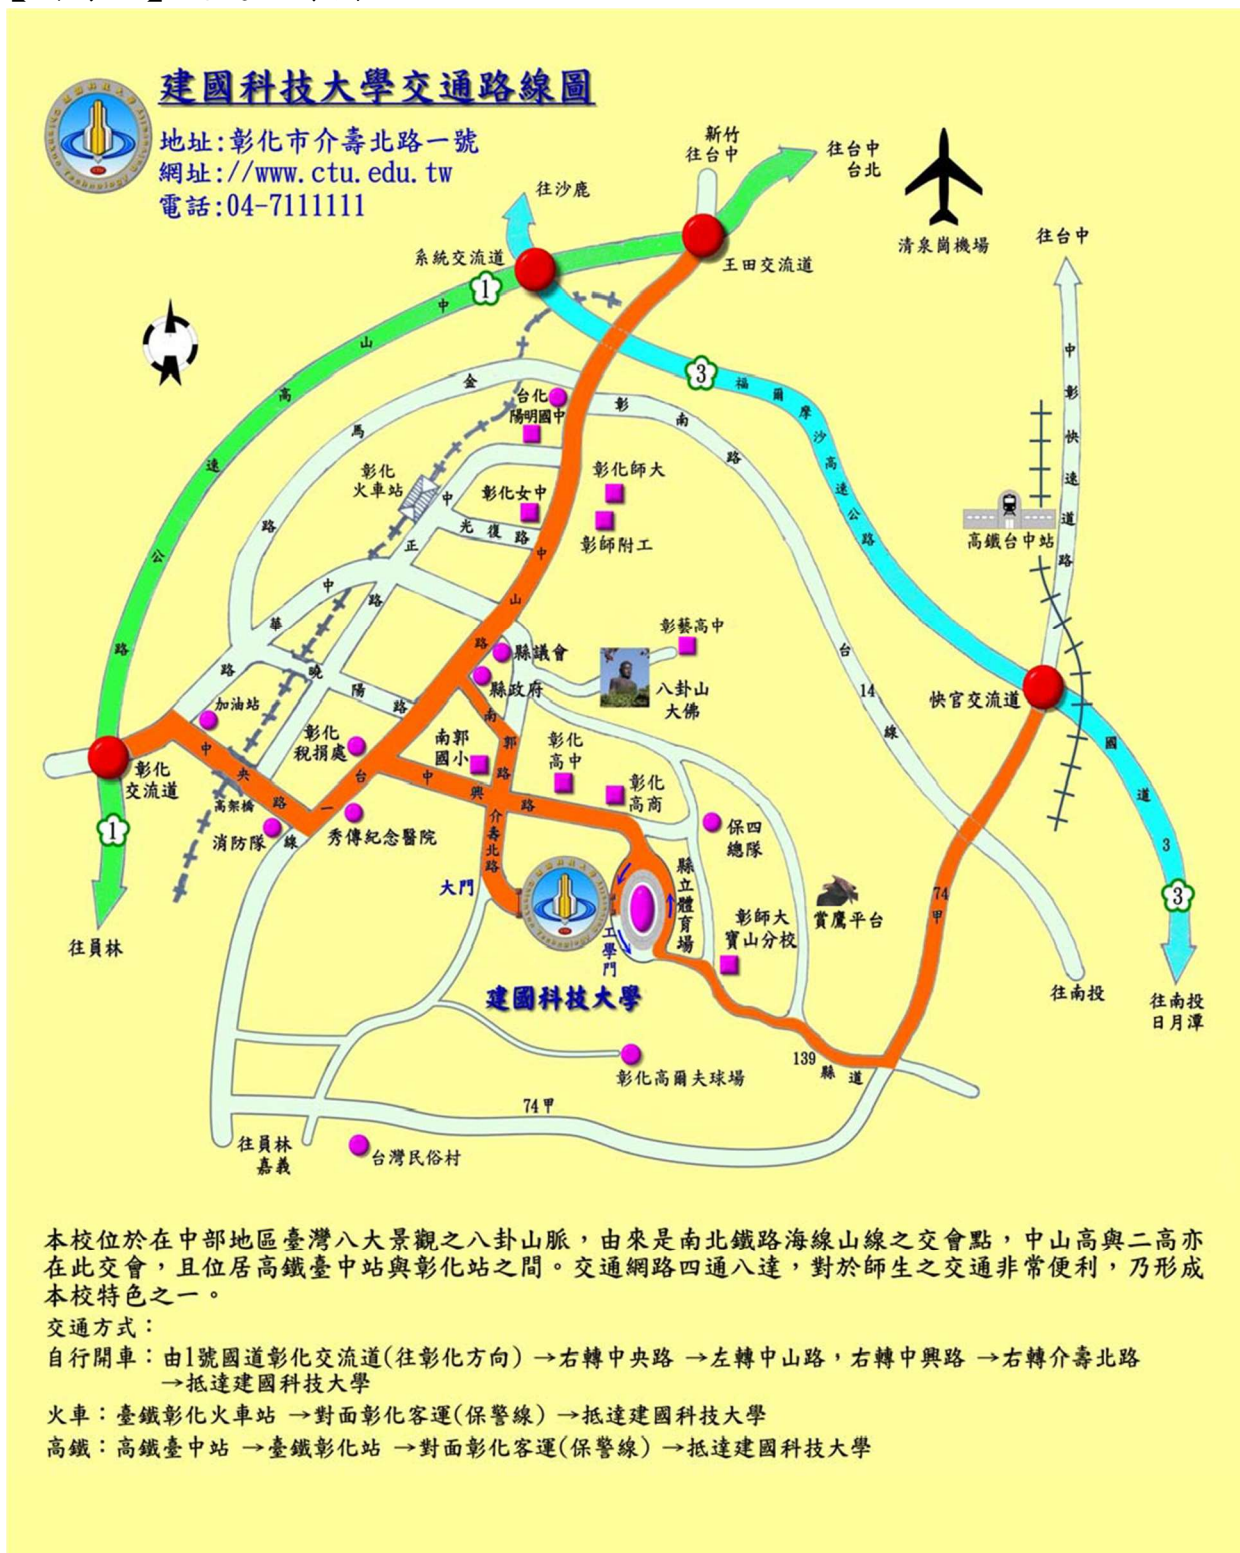 建國科技大學交通路線圖
地址:彰化市介壽北路一號
網址://www.ctu.edu.tw
電話:04-7111111
新竹
往台中
往台中
台北
往沙鹿
清泉崗機場
往台中
系統交流道
王田交流道
1
中山高速公路
3
福爾摩沙高速公路
中彰快速道路
金馬路
台化
陽明國中
彰南路
彰化
火車站
中正路
彰化女中
光復路
彰化師大
彰師附工
高鐵台中站
中山路
中華路
縣議會
縣政府
彰藝高中
八卦山
大佛
台14線
快官交流道
曉陽路
加油站
彰化
稅捐處
南郭
國小
南郭路
彰化
高中
彰化
高商
國道3
彰化
交流道
中央路
高架橋
台一線
中興路
介壽北路
保四
總隊
1
消防隊
秀傳紀念醫院
大門
縣立體育場
賞鷹平台
74甲
3
彰師大
寶山分校
工學門
往員林
建國科技大學
往南投
往南投
日月潭
139縣道
彰化高爾夫球場
74甲
往員林
嘉義
台灣民俗村
本校位於在中部地區臺灣八大景觀之八卦山脈，由來是南北鐵路海線山線之交會點，中山高與二高亦
在此交會，且位居高鐵臺中站與彰化站之間。交通網路四通八達，對於師生之交通非常便利，乃形成
本校特色之一。
交通方式：
自行開車：由1號國道彰化交流道(往彰化方向) →右轉中央路 →左轉中山路，右轉中興路 →右轉介壽北路
→抵達建國科技大學
火車：臺鐵彰化火車站 →對面彰化客運(保警線) →抵達建國科技大學
高鐵：高鐵臺中站 →臺鐵彰化站 →對面彰化客運(保警線) →抵達建國科技大學